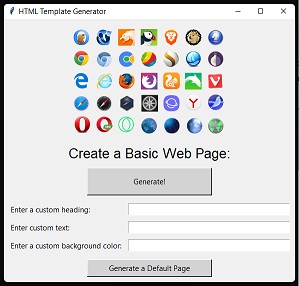 HTML Template Generator
Create a Basic Web Page:
Generate!
Enter a custom heading:
Enter custom text:
Enter a custom background color:
Generate a Default Page